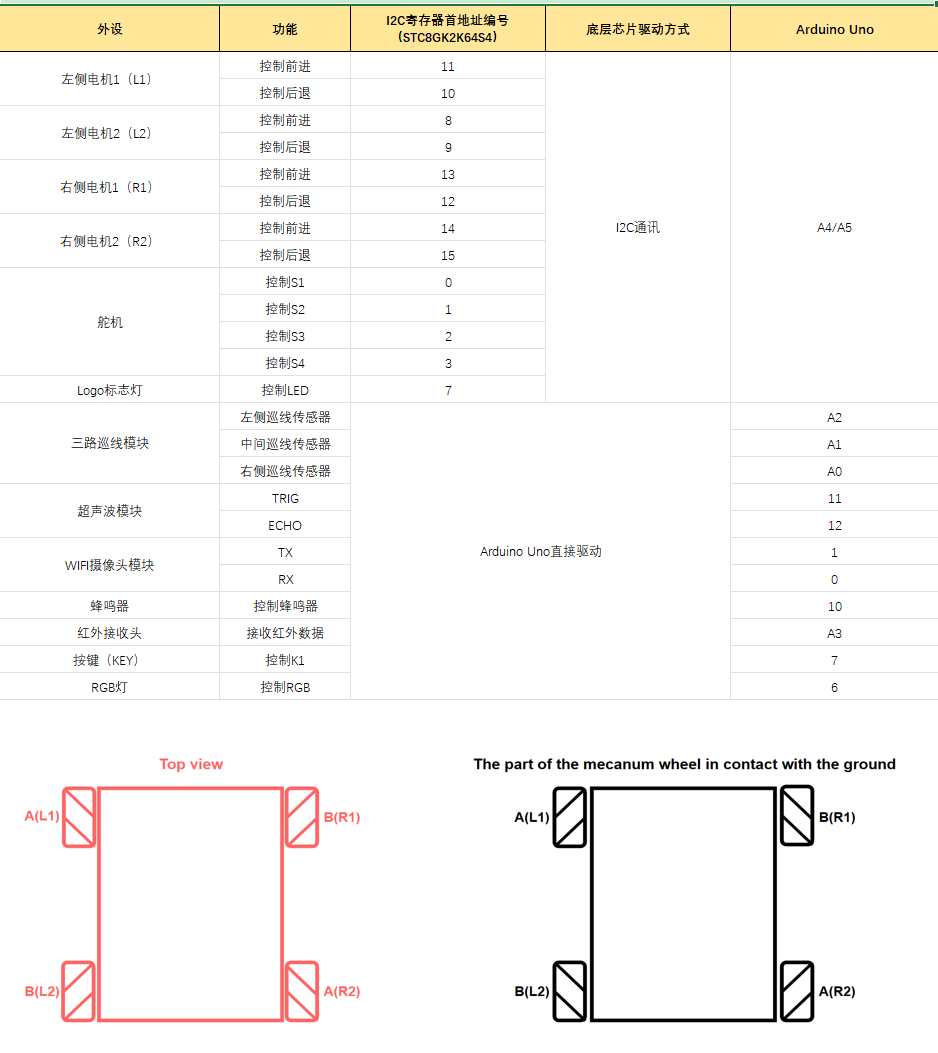 外设 功能 I2C寄存器首地址编号 底层芯片驱动方式 Arduino Uno
（STC8GK2K64S4）
左侧电机1（L1） 控制前进 11
控制后退 10
左侧电机2（L2） 控制前进 8
控制后退 9
右侧电机1（R1） 控制前进 13
控制后退 12
右侧电机2（R2） 控制前进 14
控制后退 15
I2C通讯 A4/A5
舵机 控制S1 0
控制S2 1
控制S3 2
控制S4 3
Logo标志灯 控制LED 7
三路巡线模块 左侧巡线传感器 A2
中间巡线传感器 A1
右侧巡线传感器 A0
超声波模块 TRIG 11
ECHO 12
Arduino Uno直接驱动
WIFI摄像头模块 TX 1
RX 0
蜂鸣器 控制蜂鸣器 10
红外接收头 接收红外数据 A3
按键（KEY） 控制K1 7
RGB灯 控制RGB 6
Top view
A(L1) B(R1)
B(L2) A(R2)
The part of the mecanum wheel in contact with the ground
A(L1) B(R1)
B(L2) A(R2)